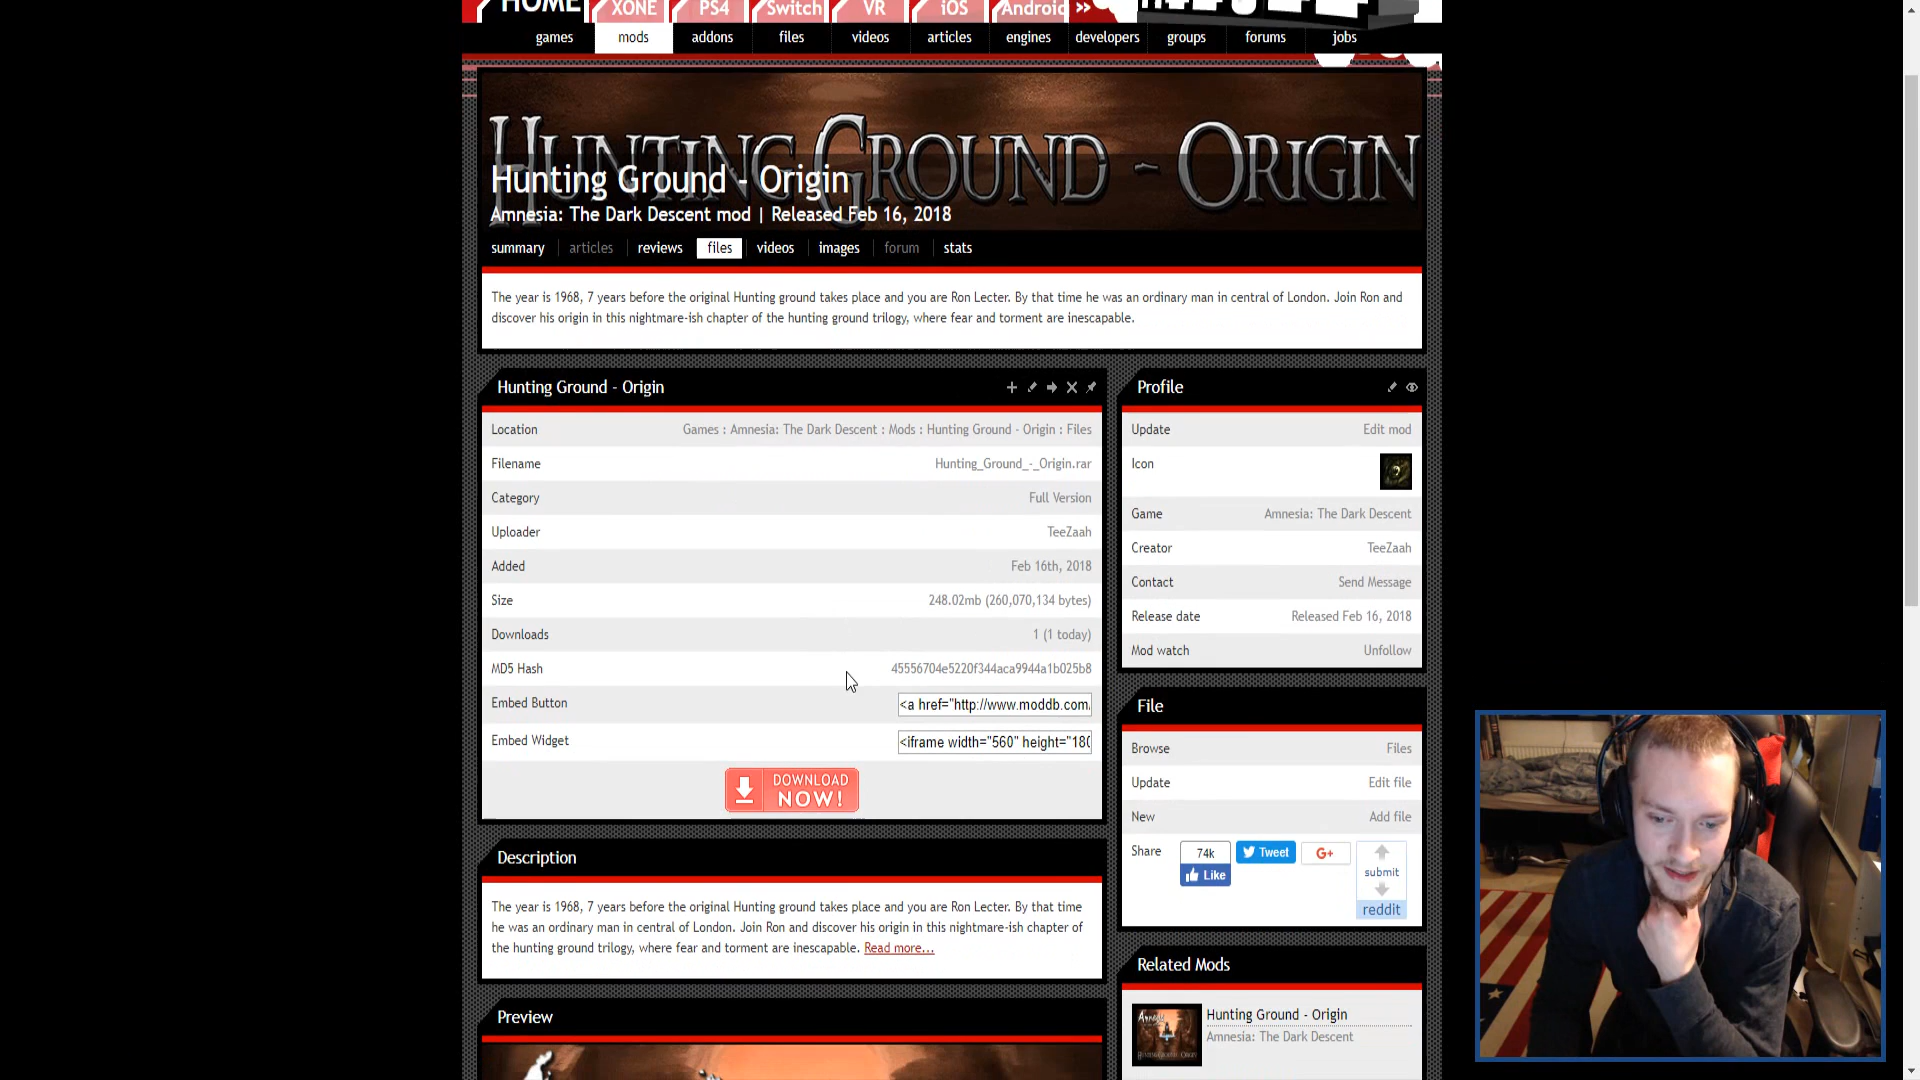 HOME XONE PS4 Switch VR iOS Android »
games mods addons files videos articles engines developers groups forums jobs
HUNTING GROUND - ORIGIN
Hunting Ground - Origin
Amnesia: The Dark Descent mod | Released Feb 16, 2018
summary articles reviews files videos images forum stats
The year is 1968, 7 years before the original Hunting ground takes place and you are Ron Lecter. By that time he was an ordinary man in central of London. Join Ron and
discover his origin in this nightmare-ish chapter of the hunting ground trilogy, where fear and torment are inescapable.
Hunting Ground - Origin
Location Games : Amnesia: The Dark Descent : Mods : Hunting Ground - Origin : Files
Filename Hunting_Ground_-_Origin.rar
Category Full Version
Uploader TeeZaah
Added Feb 16th, 2018
Size 248.02mb (260,070,134 bytes)
Downloads 1 (1 today)
MD5 Hash 45556704e5220f344aca9944a1b025b8
Embed Button <a href="http://www.moddb.com/
Embed Widget <iframe width="560" height="180
DOWNLOAD
NOW!
Description
The year is 1968, 7 years before the original Hunting ground takes place and you are Ron Lecter. By that time
he was an ordinary man in central of London. Join Ron and discover his origin in this nightmare-ish chapter of
the hunting ground trilogy, where fear and torment are inescapable. Read more...
Preview
Profile
Update Edit mod
Icon
Game Amnesia: The Dark Descent
Creator TeeZaah
Contact Send Message
Release date Released Feb 16, 2018
Mod watch Unfollow
File
Browse Files
Update Edit file
New Add file
Share 74k Like Tweet G+ submit reddit
Related Mods
Amnesia
Hunting Ground - Origin
Amnesia: The Dark Descent